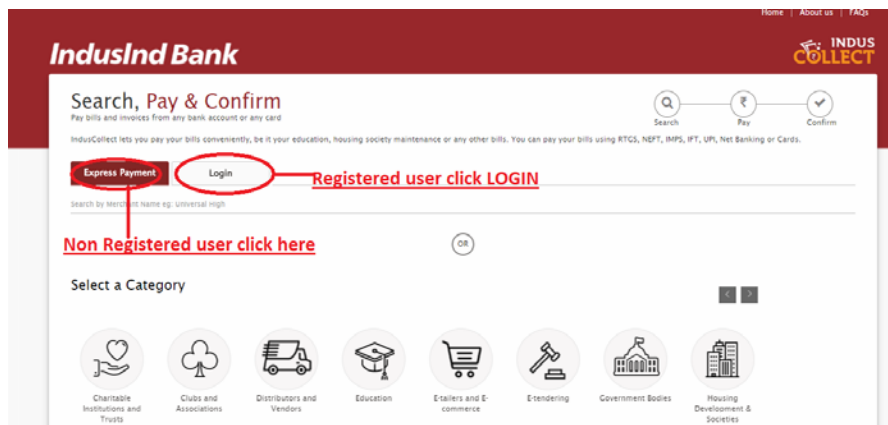 Home | About us | FAQs
IndusInd Bank
INDUS
COLLECT
Search, Pay & Confirm
Pay bills and invoices from any bank account or any card
Search
Pay
Confirm
IndusCollect lets you pay your bills conveniently, be it your education, housing society maintenance or any other bills. You can pay your bills using RTGS, NEFT, IMPS, IFT, UPI, Net Banking or Cards.
Express Payment
Login
Registered user click LOGIN
Search by Merchant Name eg: Universal High
Non Registered user click here
OR
Select a Category
< >
Charitable
Institutions and
Trusts
Clubs and
Associations
Distributors and
Vendors
Education
E-tailers and E-
commerce
E-tendering
Government Bodies
Housing
Development &
Societies